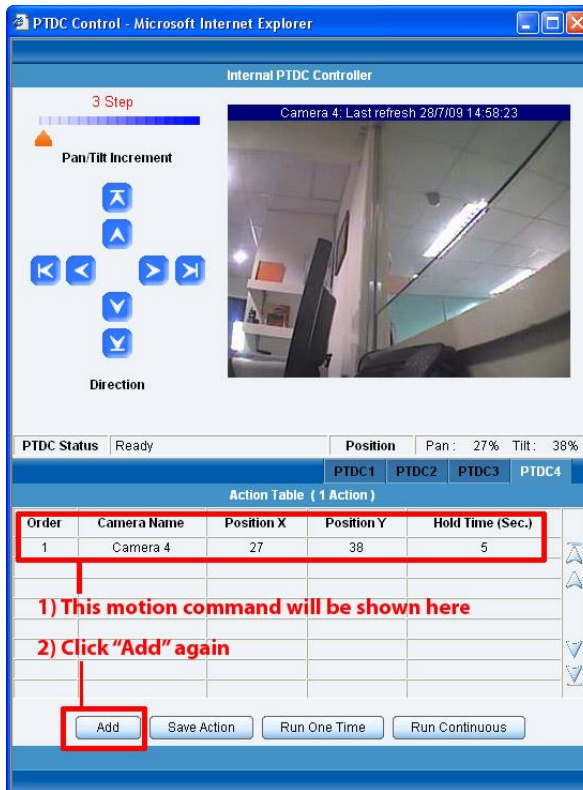 PTDC Control - Microsoft Internet Explorer
Internal PTDC Controller
3 Step
Pan/Tilt Increment
Direction
Camera 4: Last refresh 28/7/09 14:58:23
PTDC Status Ready Position Pan : 27% Tilt : 38%
PTDC1 PTDC2 PTDC3 PTDC4
Action Table ( 1 Action )
Order Camera Name Position X Position Y Hold Time (Sec.)
1 Camera 4 27 38 5
1) This motion command will be shown here
2) Click “Add” again
Add Save Action Run One Time Run Continuous